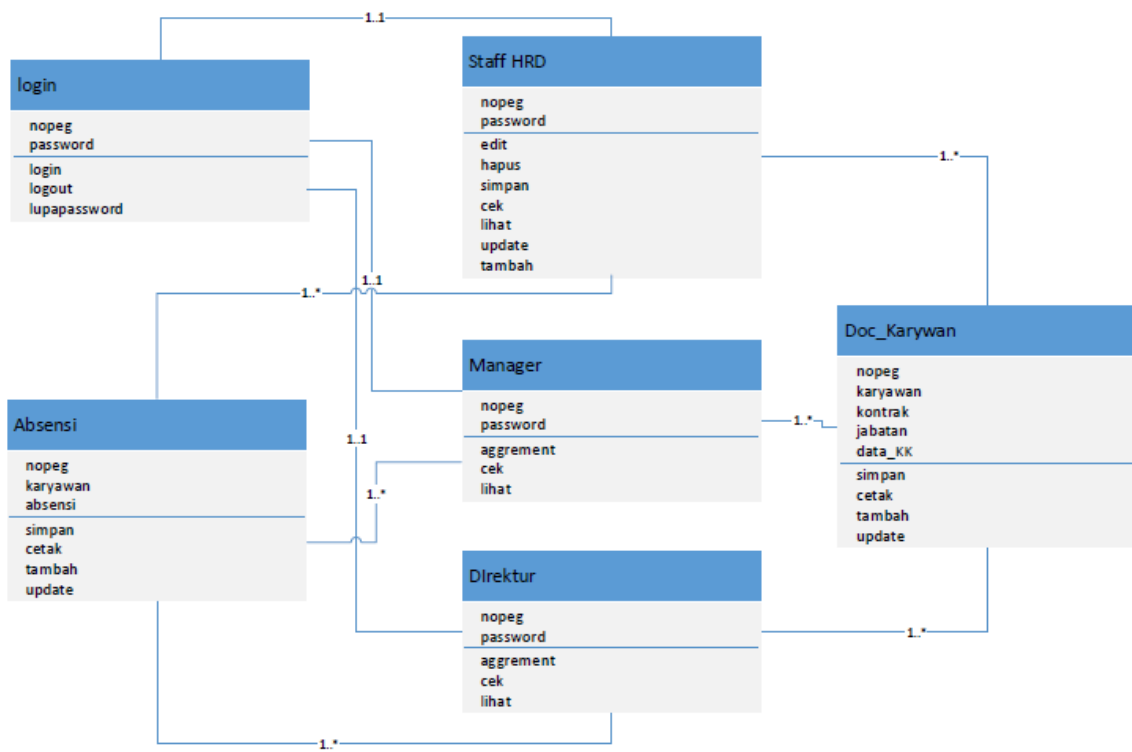 1..1
login
nopeg
password
login
logout
lupapassword
Staff HRD
nopeg
password
edit
hapus
simpan
cek
lihat
update
tambah
1..*
1..1
1..*
Manager
nopeg
password
aggrement
cek
lihat
1..*
Doc_Karywan
nopeg
karyawan
kontrak
jabatan
data_KK
simpan
cetak
tambah
update
Absensi
nopeg
karyawan
absensi
simpan
cetak
tambah
update
1..1
1..*
DIrektur
nopeg
password
aggrement
cek
lihat
1..*
1..*